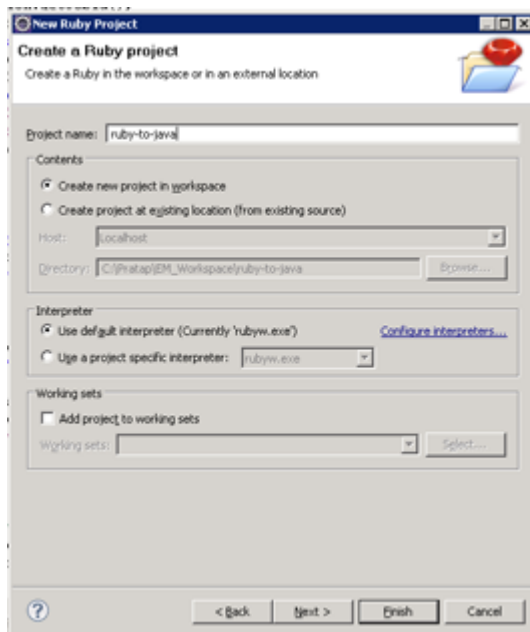 New Ruby Project
Create a Ruby project
Create a Ruby in the workspace or in an external location
Project name: ruby-to-java
Contents
Create new project in workspace
Create project at existing location (from existing source)
Host: Localhost
Directory: C:\Pratap\EM_Workspace\ruby-to-java Browse...
Interpreter
Use default interpreter (Currently 'rubyw.exe') Configure interpreters...
Use a project specific interpreter: rubyw.exe
Working sets
Add project to working sets
Working sets: Select...
< Back Next > Finish Cancel